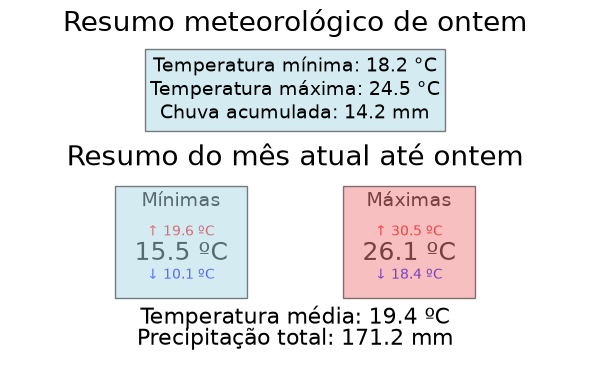 Resumo meteorológico de ontem
Temperatura mínima: 18.2 °C
Temperatura máxima: 24.5 °C
Chuva acumulada: 14.2 mm
Resumo do mês atual até ontem
Mínimas
↑ 19.6 ºC
15.5 ºC
↓ 10.1 ºC
Máximas
↑ 30.5 ºC
26.1 ºC
↓ 18.4 ºC
Temperatura média: 19.4 ºC
Precipitação total: 171.2 mm